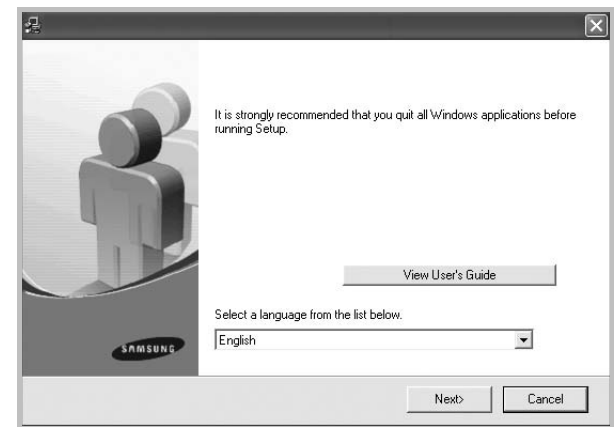 It is strongly recommended that you quit all Windows applications before
running Setup.
View User's Guide
Select a language from the list below.
English
SAMSUNG
Next>
Cancel